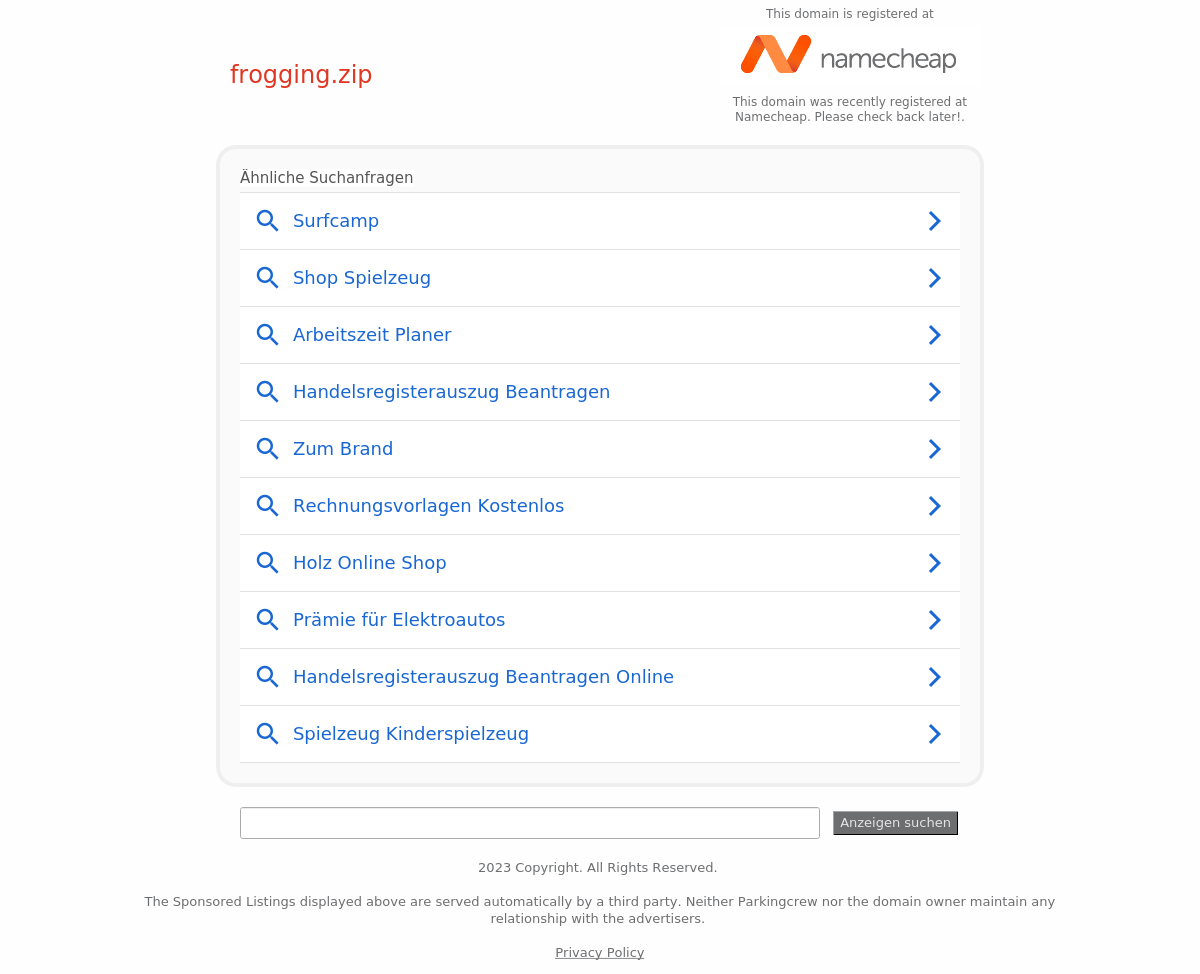 This domain is registered at
namecheap
frogging.zip
This domain was recently registered at
Namecheap. Please check back later!.
Ähnliche Suchanfragen
Surfcamp
Shop Spielzeug
Arbeitszeit Planer
Handelsregisterauszug Beantragen
Zum Brand
Rechnungsvorlagen Kostenlos
Holz Online Shop
Prämie für Elektroautos
Handelsregisterauszug Beantragen Online
Spielzeug Kinderspielzeug
Anzeigen suchen
2023 Copyright. All Rights Reserved.
The Sponsored Listings displayed above are served automatically by a third party. Neither Parkingcrew nor the domain owner maintain any
relationship with the advertisers.
Privacy Policy